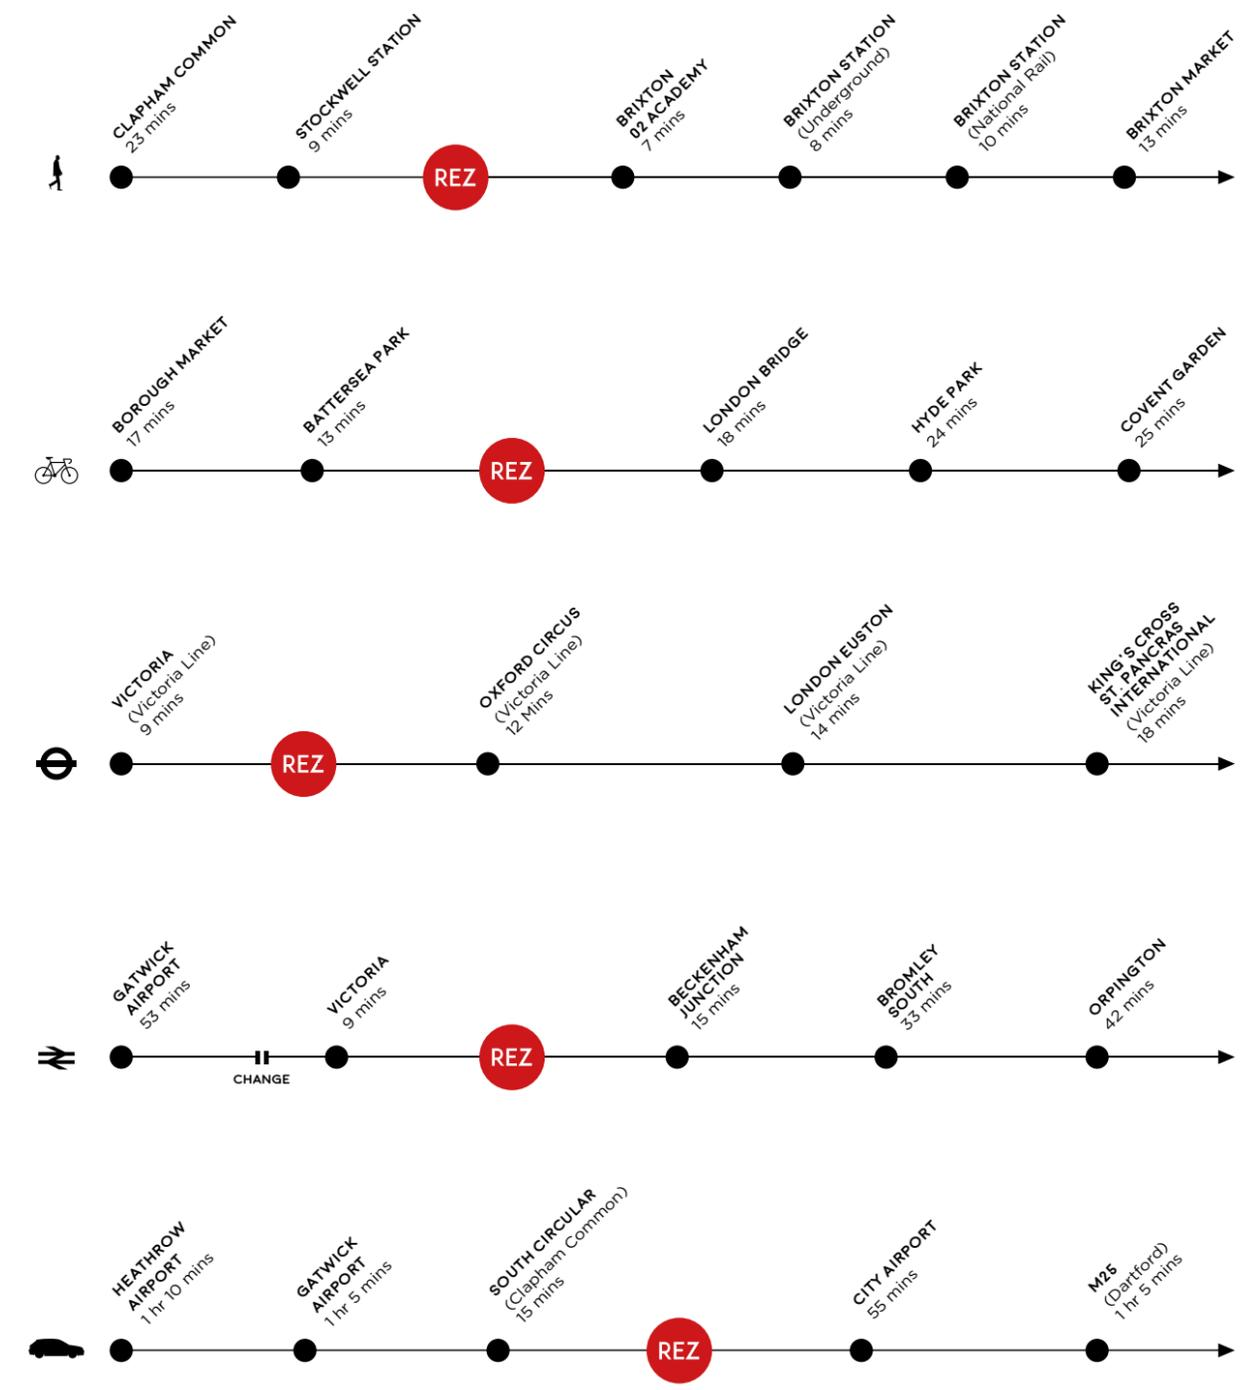 CLAPHAM COMMON
23 mins
STOCKWELL STATION
9 mins
REZ
BRIXTON
02 ACADEMY
7 mins
BRIXTON STATION
(Underground)
8 mins
BRIXTON STATION
(National Rail)
10 mins
BRIXTON MARKET
13 mins
BOROUGH MARKET
17 mins
BATTERSEA PARK
13 mins
REZ
LONDON BRIDGE
18 mins
HYDE PARK
24 mins
COVENT GARDEN
25 mins
VICTORIA
(Victoria Line)
9 mins
REZ
OXFORD CIRCUS
(Victoria Line)
12 Mins
LONDON EUSTON
(Victoria Line)
14 mins
KING'S CROSS
ST. PANCRAS
INTERNATIONAL
(Victoria Line)
18 mins
GATWICK
AIRPORT
53 mins
CHANGE
VICTORIA
9 mins
REZ
BECKENHAM
JUNCTION
15 mins
BROMLEY
SOUTH
33 mins
ORPINGTON
42 mins
HEATHROW
AIRPORT
1 hr 10 mins
GATWICK
AIRPORT
1 hr 5 mins
SOUTH CIRCULAR
(Clapham Common)
15 mins
REZ
CITY AIRPORT
55 mins
M25
(Dartford)
1 hr 5 mins